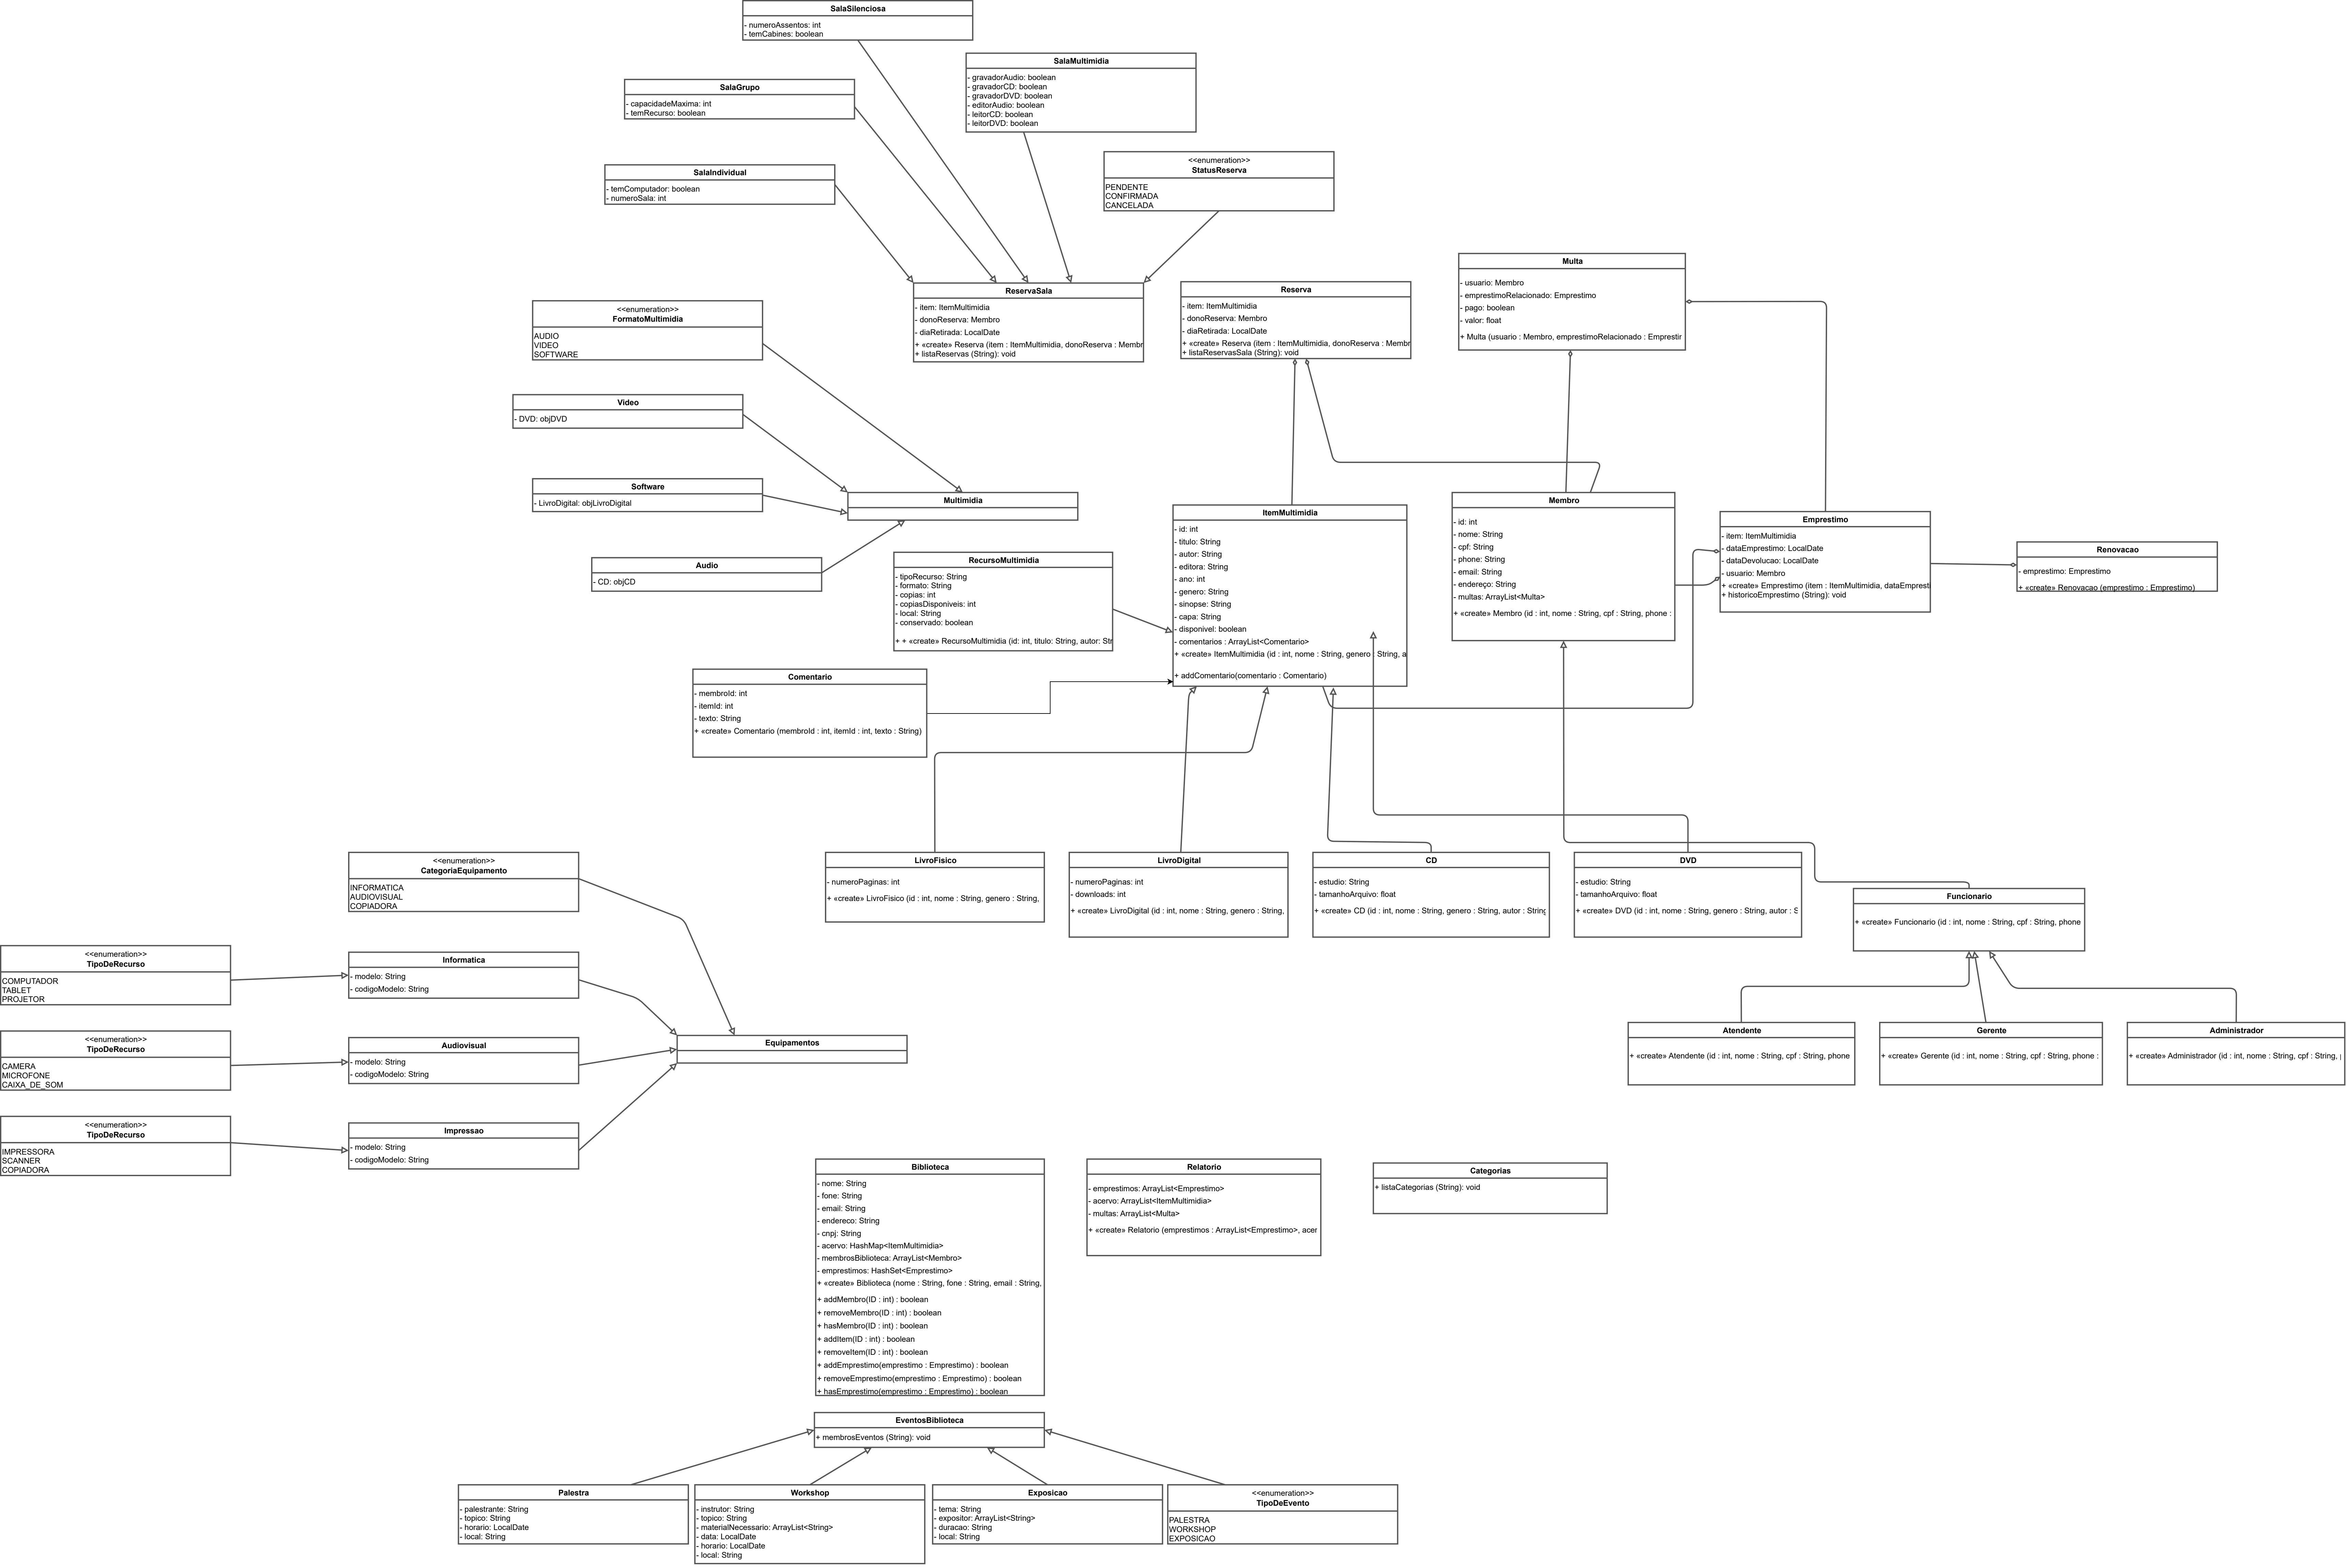 SalaSilenciosa
- numeroAssentos: int
- temCabines: boolean
SalaMultimidia
- gravadorAudio: boolean
- gravadorCD: boolean
- gravadorDVD: boolean
- editorAudio: boolean
- leitorCD: boolean
- leitorDVD: boolean
SalaGrupo
- capacidadeMaxima: int
- temRecurso: boolean
SalaIndividual
- temComputador: boolean
- numeroSala: int
<<enumeration>>
StatusReserva
PENDENTE
CONFIRMADA
CANCELADA
ReservaSala
- item: ItemMultimidia
- donoReserva: Membro
- diaRetirada: LocalDate
+ «create» Reserva (item : ItemMultimidia, donoReserva : Membr
+ listaReservas (String): void
Reserva
- item: ItemMultimidia
- donoReserva: Membro
- diaRetirada: LocalDate
+ «create» Reserva (item : ItemMultimidia, donoReserva : Membr
+ listaReservasSala (String): void
Multa
- usuario: Membro
- emprestimoRelacionado: Emprestimo
- pago: boolean
- valor: float
+ Multa (usuario : Membro, emprestimoRelacionado : Emprestir
<<enumeration>>
FormatoMultimidia
AUDIO
VIDEO
SOFTWARE
Video
- DVD: objDVD
Software
- LivroDigital: objLivroDigital
Multimidia
Audio
- CD: objCD
RecursoMultimidia
- tipoRecurso: String
- formato: String
- copias: int
- copiasDisponiveis: int
- local: String
- conservado: boolean
+ + «create» RecursoMultimidia (id: int, titulo: String, autor: Str
ItemMultimidia
- id: int
- titulo: String
- autor: String
- editora: String
- ano: int
- genero: String
- sinopse: String
- capa: String
- disponivel: boolean
- comentarios : ArrayList<Comentario>
+ «create» ItemMultimidia (id : int, nome : String, genero : String, a
+ addComentario(comentario : Comentario)
Membro
- id: int
- nome: String
- cpf: String
- phone: String
- email: String
- endereço: String
- multas: ArrayList<Multa>
+ «create» Membro (id : int, nome : String, cpf : String, phone :
Emprestimo
- item: ItemMultimidia
- dataEmprestimo: LocalDate
- dataDevolucao: LocalDate
- usuario: Membro
+ «create» Emprestimo (item : ItemMultimidia, dataEmpresti
+ historicoEmprestimo (String): void
Renovacao
- emprestimo: Emprestimo
+ «create» Renovacao (emprestimo : Emprestimo)
Comentario
- membroId: int
- itemId: int
- texto: String
+ «create» Comentario (membroId : int, itemId : int, texto : String)
LivroFisico
- numeroPaginas: int
+ «create» LivroFisico (id : int, nome : String, genero : String,
LivroDigital
- numeroPaginas: int
- downloads: int
+ «create» LivroDigital (id : int, nome : String, genero : String,
CD
- estudio: String
- tamanhoArquivo: float
+ «create» CD (id : int, nome : String, genero : String, autor : String
DVD
- estudio: String
- tamanhoArquivo: float
+ «create» DVD (id : int, nome : String, genero : String, autor : S
Funcionario
+ «create» Funcionario (id : int, nome : String, cpf : String, phone
Atendente
+ «create» Atendente (id : int, nome : String, cpf : String, phone
Gerente
+ «create» Gerente (id : int, nome : String, cpf : String, phone :
Administrador
+ «create» Administrador (id : int, nome : String, cpf : String,
<<enumeration>>
CategoriaEquipamento
INFORMATICA
AUDIOVISUAL
COPIADORA
<<enumeration>>
TipoDeRecurso
COMPUTADOR
TABLET
PROJETOR
Informatica
- modelo: String
- codigoModelo: String
<<enumeration>>
TipoDeRecurso
CAMERA
MICROFONE
CAIXA_DE_SOM
Audiovisual
- modelo: String
- codigoModelo: String
Equipamentos
<<enumeration>>
TipoDeRecurso
IMPRESSORA
SCANNER
COPIADORA
Impressao
- modelo: String
- codigoModelo: String
Biblioteca
- nome: String
- fone: String
- email: String
- endereco: String
- cnpj: String
- acervo: HashMap<ItemMultimidia>
- membrosBiblioteca: ArrayList<Membro>
- emprestimos: HashSet<Emprestimo>
+ «create» Biblioteca (nome : String, fone : String, email : String,
+ addMembro(ID : int) : boolean
+ removeMembro(ID : int) : boolean
+ hasMembro(ID : int) : boolean
+ addItem(ID : int) : boolean
+ removeItem(ID : int) : boolean
+ addEmprestimo(emprestimo : Emprestimo) : boolean
+ removeEmprestimo(emprestimo : Emprestimo) : boolean
+ hasEmprestimo(emprestimo : Emprestimo) : boolean
Relatorio
- emprestimos: ArrayList<Emprestimo>
- acervo: ArrayList<ItemMultimidia>
- multas: ArrayList<Multa>
+ «create» Relatorio (emprestimos : ArrayList<Emprestimo>, acer
Categorias
+ listaCategorias (String): void
EventosBiblioteca
+ membrosEventos (String): void
Palestra
- palestrante: String
- topico: String
- horario: LocalDate
- local: String
Workshop
- instrutor: String
- topico: String
- materialNecessario: ArrayList<String>
- data: LocalDate
- horario: LocalDate
- local: String
Exposicao
- tema: String
- expositor: ArrayList<String>
- duracao: String
- local: String
<<enumeration>>
TipoDeEvento
PALESTRA
WORKSHOP
EXPOSICAO